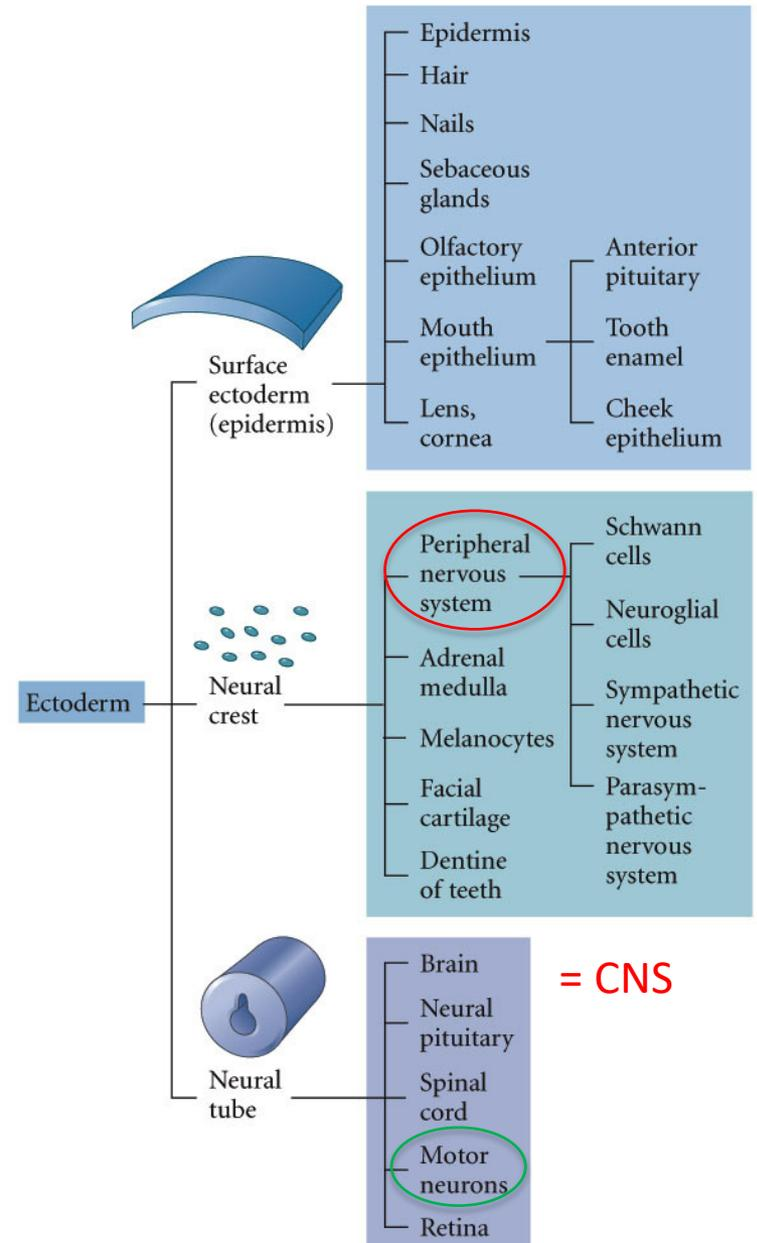 Epidermis
Hair
Nails
Sebaceous
glands
Olfactory
epithelium
Anterior
pituitary
Mouth
epithelium
Tooth
enamel
Lens,
cornea
Cheek
epithelium
Surface
ectoderm
(epidermis)
Peripheral
nervous
system
Schwann
cells
Neuroglial
cells
Adrenal
medulla
Sympathetic
nervous
system
Melanocytes
Facial
cartilage
Parasym-
pathetic
nervous
system
Dentine
of teeth
Ectoderm
Neural
crest
Brain
= CNS
Neural
pituitary
Spinal
cord
Motor
neurons
Retina
Neural
tube